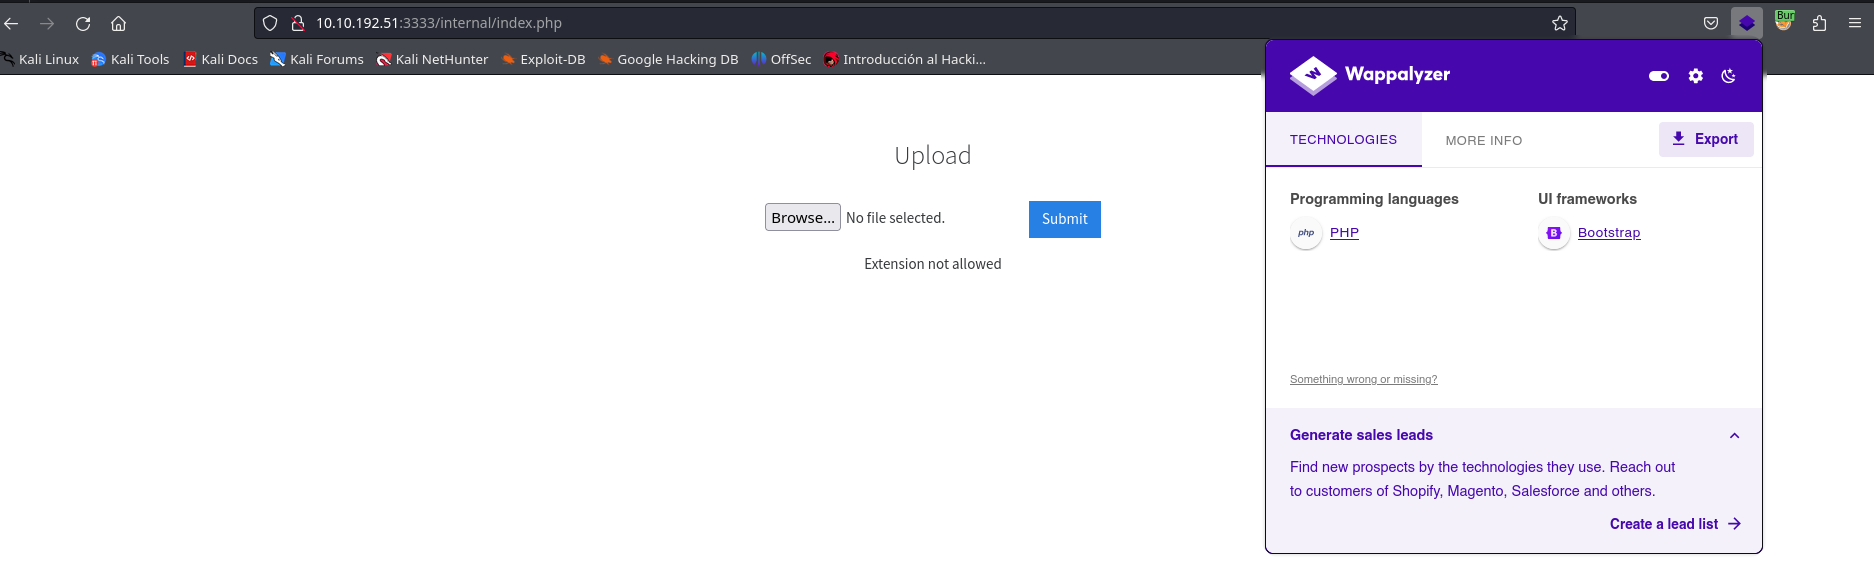 10.10.192.51:3333/internal/index.php
Bur
Kali Linux Kali Tools Kali Docs Kali Forums Kali NetHunter Exploit-DB Google Hacking DB OffSec Introducción al Hacki...
Wappalyzer
TECHNOLOGIES MORE INFO Export
Upload
Browse... No file selected. Submit
Extension not allowed
Programming languages UI frameworks
php PHP B Bootstrap
Something wrong or missing?
Generate sales leads
Find new prospects by the technologies they use. Reach out
to customers of Shopify, Magento, Salesforce and others.
Create a lead list